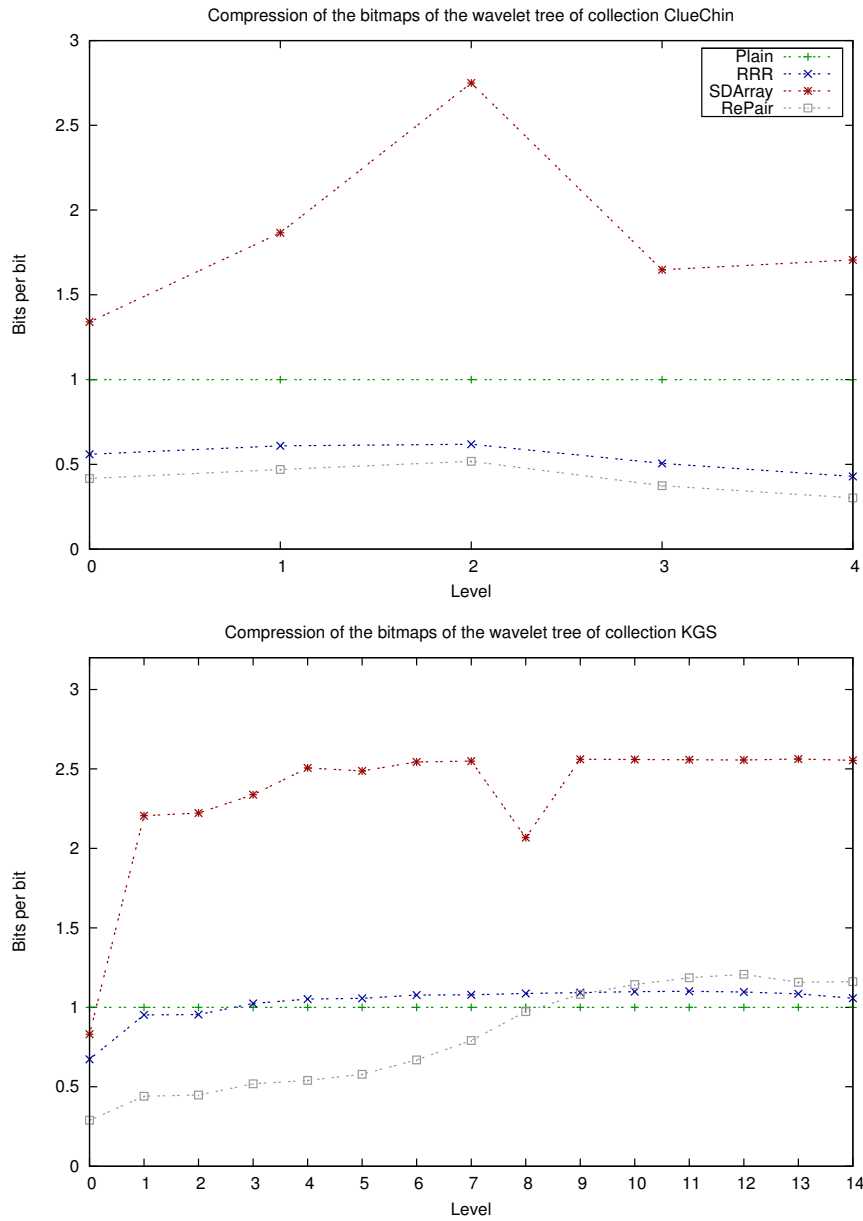 Compression of the bitmaps of the wavelet tree of collection ClueChin
3
Plain
RRR
SDArray
RePair
2.5
2
1.5
1
0.5
0
Bits per bit
0 1 2 3 4
Level
Compression of the bitmaps of the wavelet tree of collection KGS
3
2.5
2
1.5
1
0.5
0
Bits per bit
0 1 2 3 4 5 6 7 8 9 10 11 12 13 14
Level